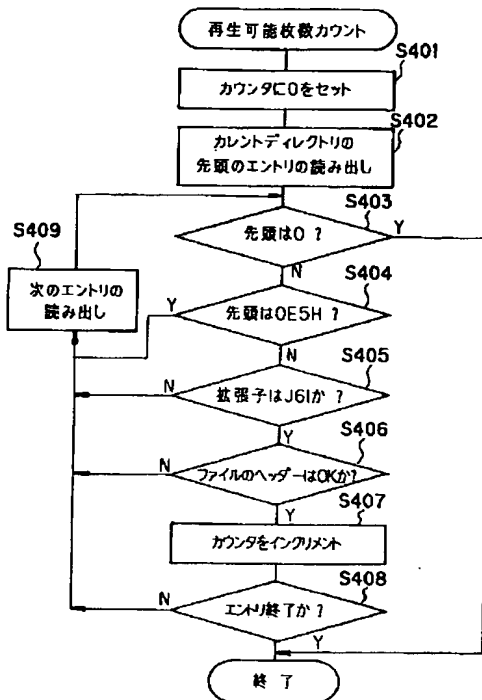 再生可能枚数カウント
S401
カウンタに0をセット
S402
カレントディレクトリの
先頭のエントリの読み出し
S403
先頭は0?
Y
N
S409
次のエントリの
読み出し
S404
先頭は0E5H?
Y
N
S405
拡張子はJ6Iか?
N
Y
S406
ファイルのヘッダーはOKか?
N
Y
S407
カウンタをインクリメント
S408
エントリ終了か?
N
Y
終了